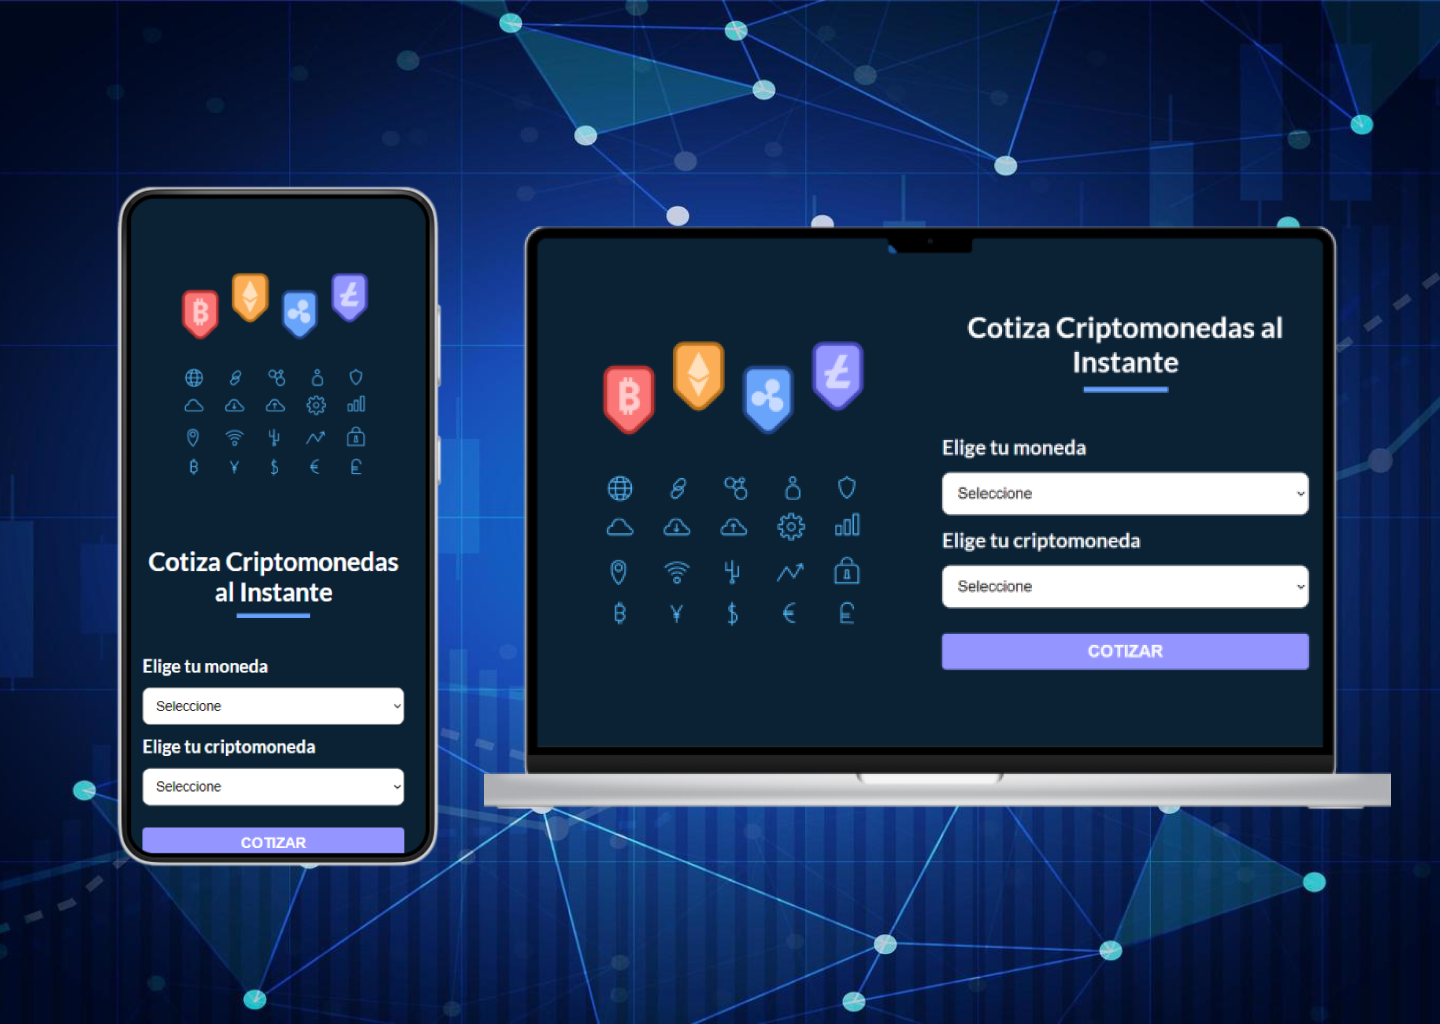 Cotiza Criptomonedas
al Instante
Elige tu moneda
Seleccione
Elige tu criptomoneda
Seleccione
COTIZAR
Cotiza Criptomonedas al
Instante
Elige tu moneda
Seleccione
Elige tu criptomoneda
Seleccione
COTIZAR